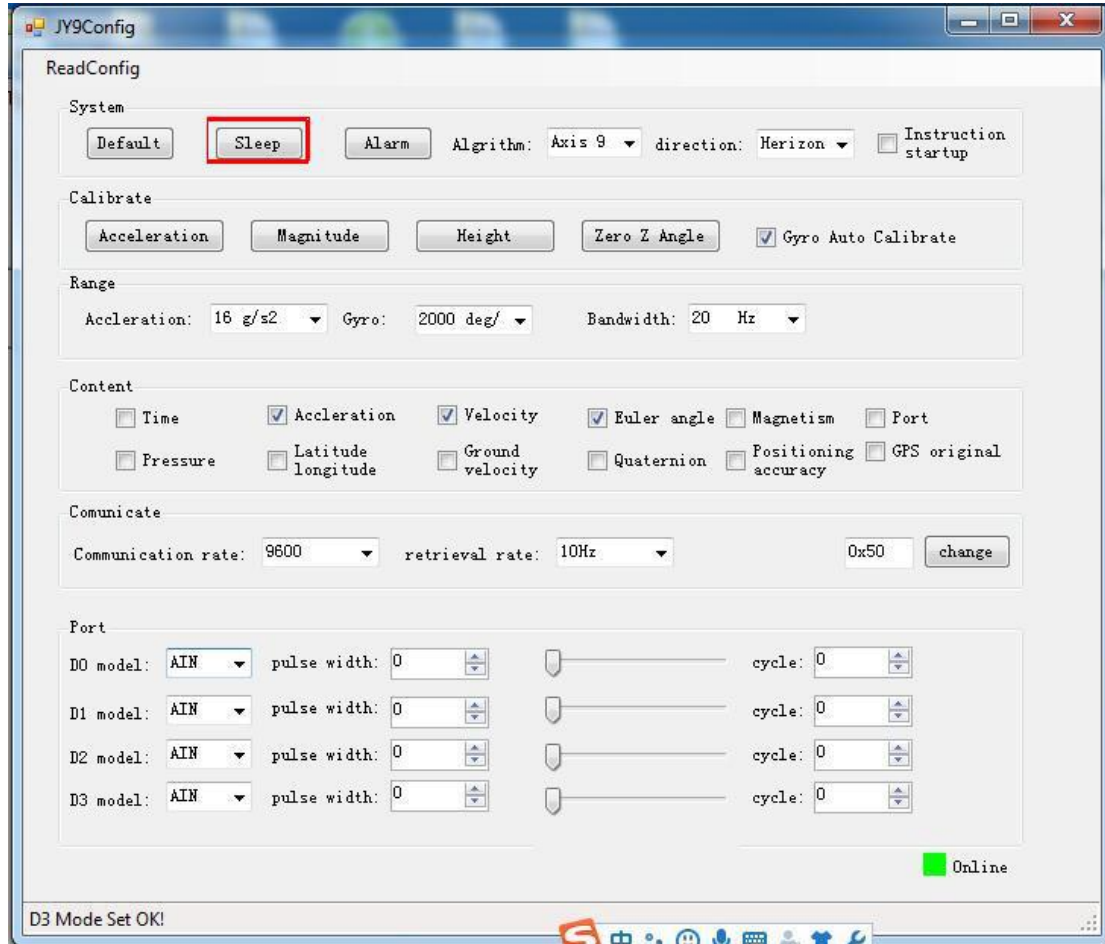 JY9Config
ReadConfig
System
Default Sleep Alarm Algrithm: Axis 9 direction: Herizon Instruction startup
Calibrate
Acceleration Magnitude Height Zero Z Angle Gyro Auto Calibrate
Range
Accleration: 16 g/s2 Gyro: 2000 deg/ Bandwidth: 20 Hz
Content
Time Accleration Velocity Euler angle Magnetism Port
Pressure Latitude longitude Ground velocity Quaternion Positioning accuracy GPS original
Comunicate
Communication rate: 9600 retrieval rate: 10Hz 0x50 change
Port
D0 model: AIN pulse width: 0 cycle: 0
D1 model: AIN pulse width: 0 cycle: 0
D2 model: AIN pulse width: 0 cycle: 0
D3 model: AIN pulse width: 0 cycle: 0
Online
D3 Mode Set OK!
中